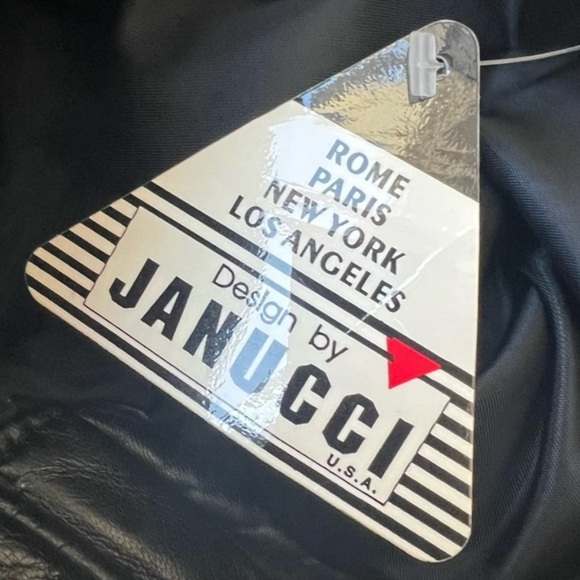 ROME
PARIS
NEW YORK
LOS ANGELES
Design by
JANUCCI
U.S.A.